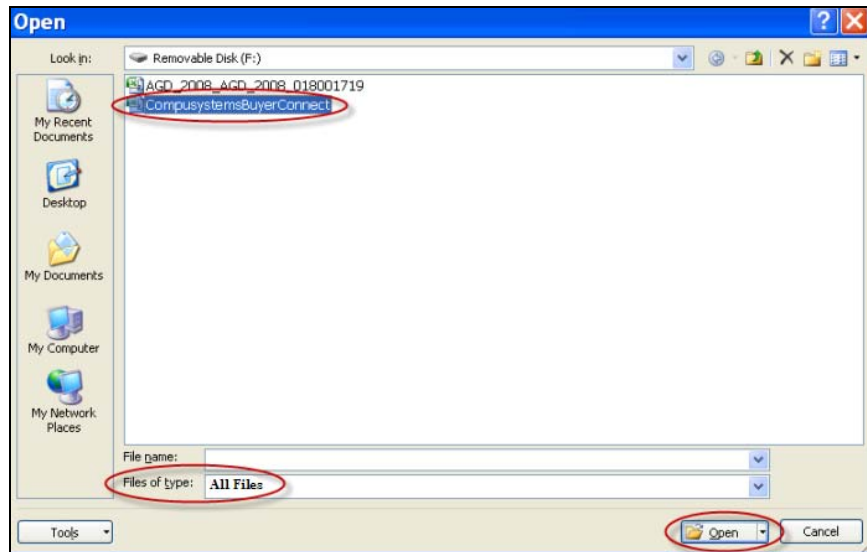 Open
Look in:
Removable Disk (F:)
AGD_2008_AGD_2008_018001719
CompusystemsBuyerConnect
My Recent
Documents
Desktop
My Documents
My Computer
My Network
Places
File name:
Files of type:
All Files
Tools
Open
Cancel